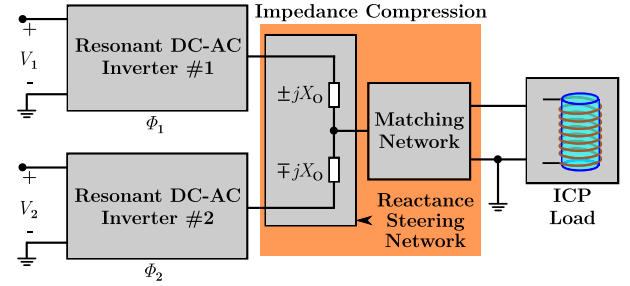 Impedance Compression
+
V1
-
Resonant DC-AC
Inverter #1
Φ1
±jXO
∓jXO
Matching
Network
ICP
Load
+
V2
-
Resonant DC-AC
Inverter #2
Φ2
Reactance
Steering
Network